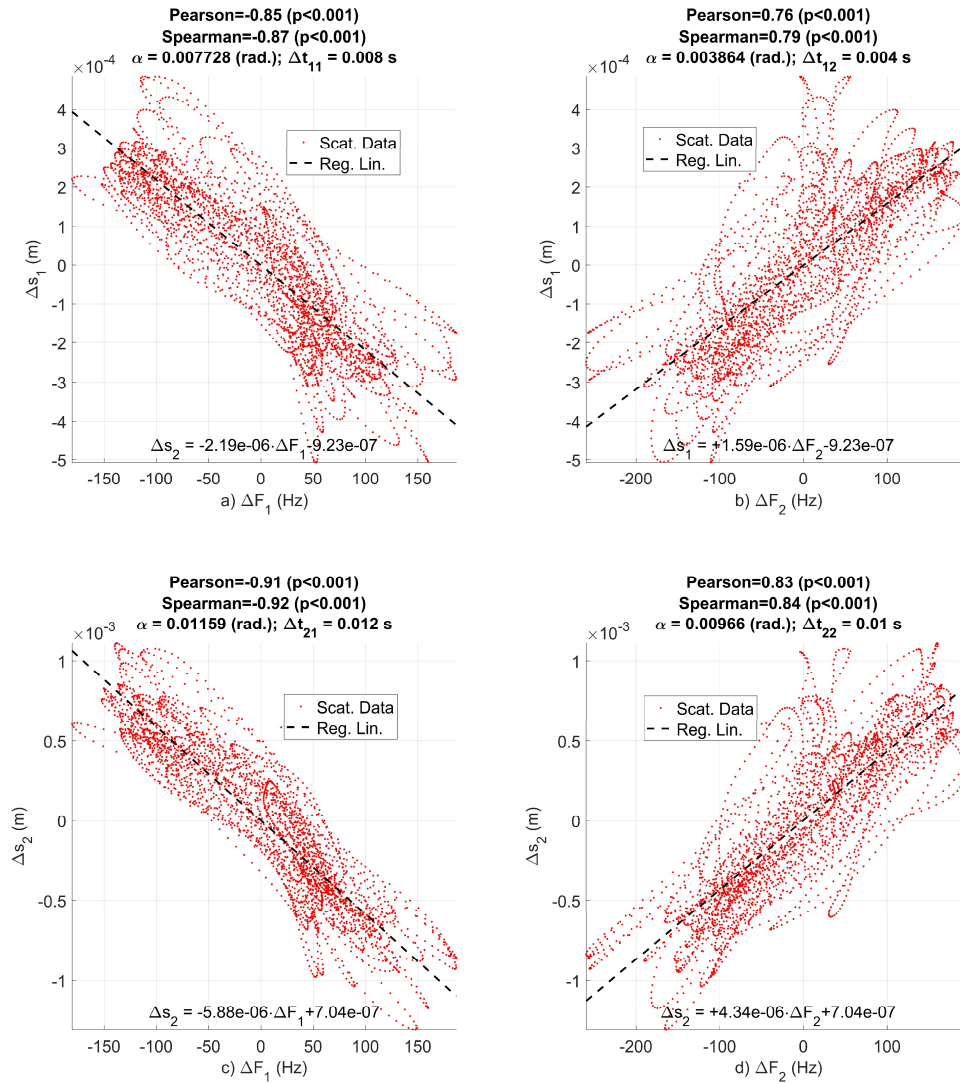 Pearson=-0.85 (p<0.001)
Spearman=-0.87 (p<0.001)
α = 0.007728 (rad.); Δt11 = 0.008 s
×10-4
4
3
2
1
0
-1
-2
-3
-4
-5
Δs1 (m)
Scat. Data
Reg. Lin.
Δs2 = -2.19e-06·ΔF1-9.23e-07
-150 -100 -50 0 50 100 150
a) ΔF1 (Hz)
Pearson=0.76 (p<0.001)
Spearman=0.79 (p<0.001)
α = 0.003864 (rad.); Δt12 = 0.004 s
×10-4
4
3
2
1
0
-1
-2
-3
-4
-5
Δs1 (m)
Scat. Data
Reg. Lin.
Δs1 = +1.59e-06·ΔF2-9.23e-07
-200 -100 0 100
b) ΔF2 (Hz)
Pearson=-0.91 (p<0.001)
Spearman=-0.92 (p<0.001)
α = 0.01159 (rad.); Δt21 = 0.012 s
×10-3
1
0.5
0
-0.5
-1
Δs2 (m)
Scat. Data
Reg. Lin.
Δs2 = -5.88e-06·ΔF1+7.04e-07
-150 -100 -50 0 50 100 150
c) ΔF1 (Hz)
Pearson=0.83 (p<0.001)
Spearman=0.84 (p<0.001)
α = 0.00966 (rad.); Δt22 = 0.01 s
×10-3
1
0.5
0
-0.5
-1
Δs2 (m)
Scat. Data
Reg. Lin.
Δs2 = +4.34e-06·ΔF2+7.04e-07
-200 -100 0 100
d) ΔF2 (Hz)